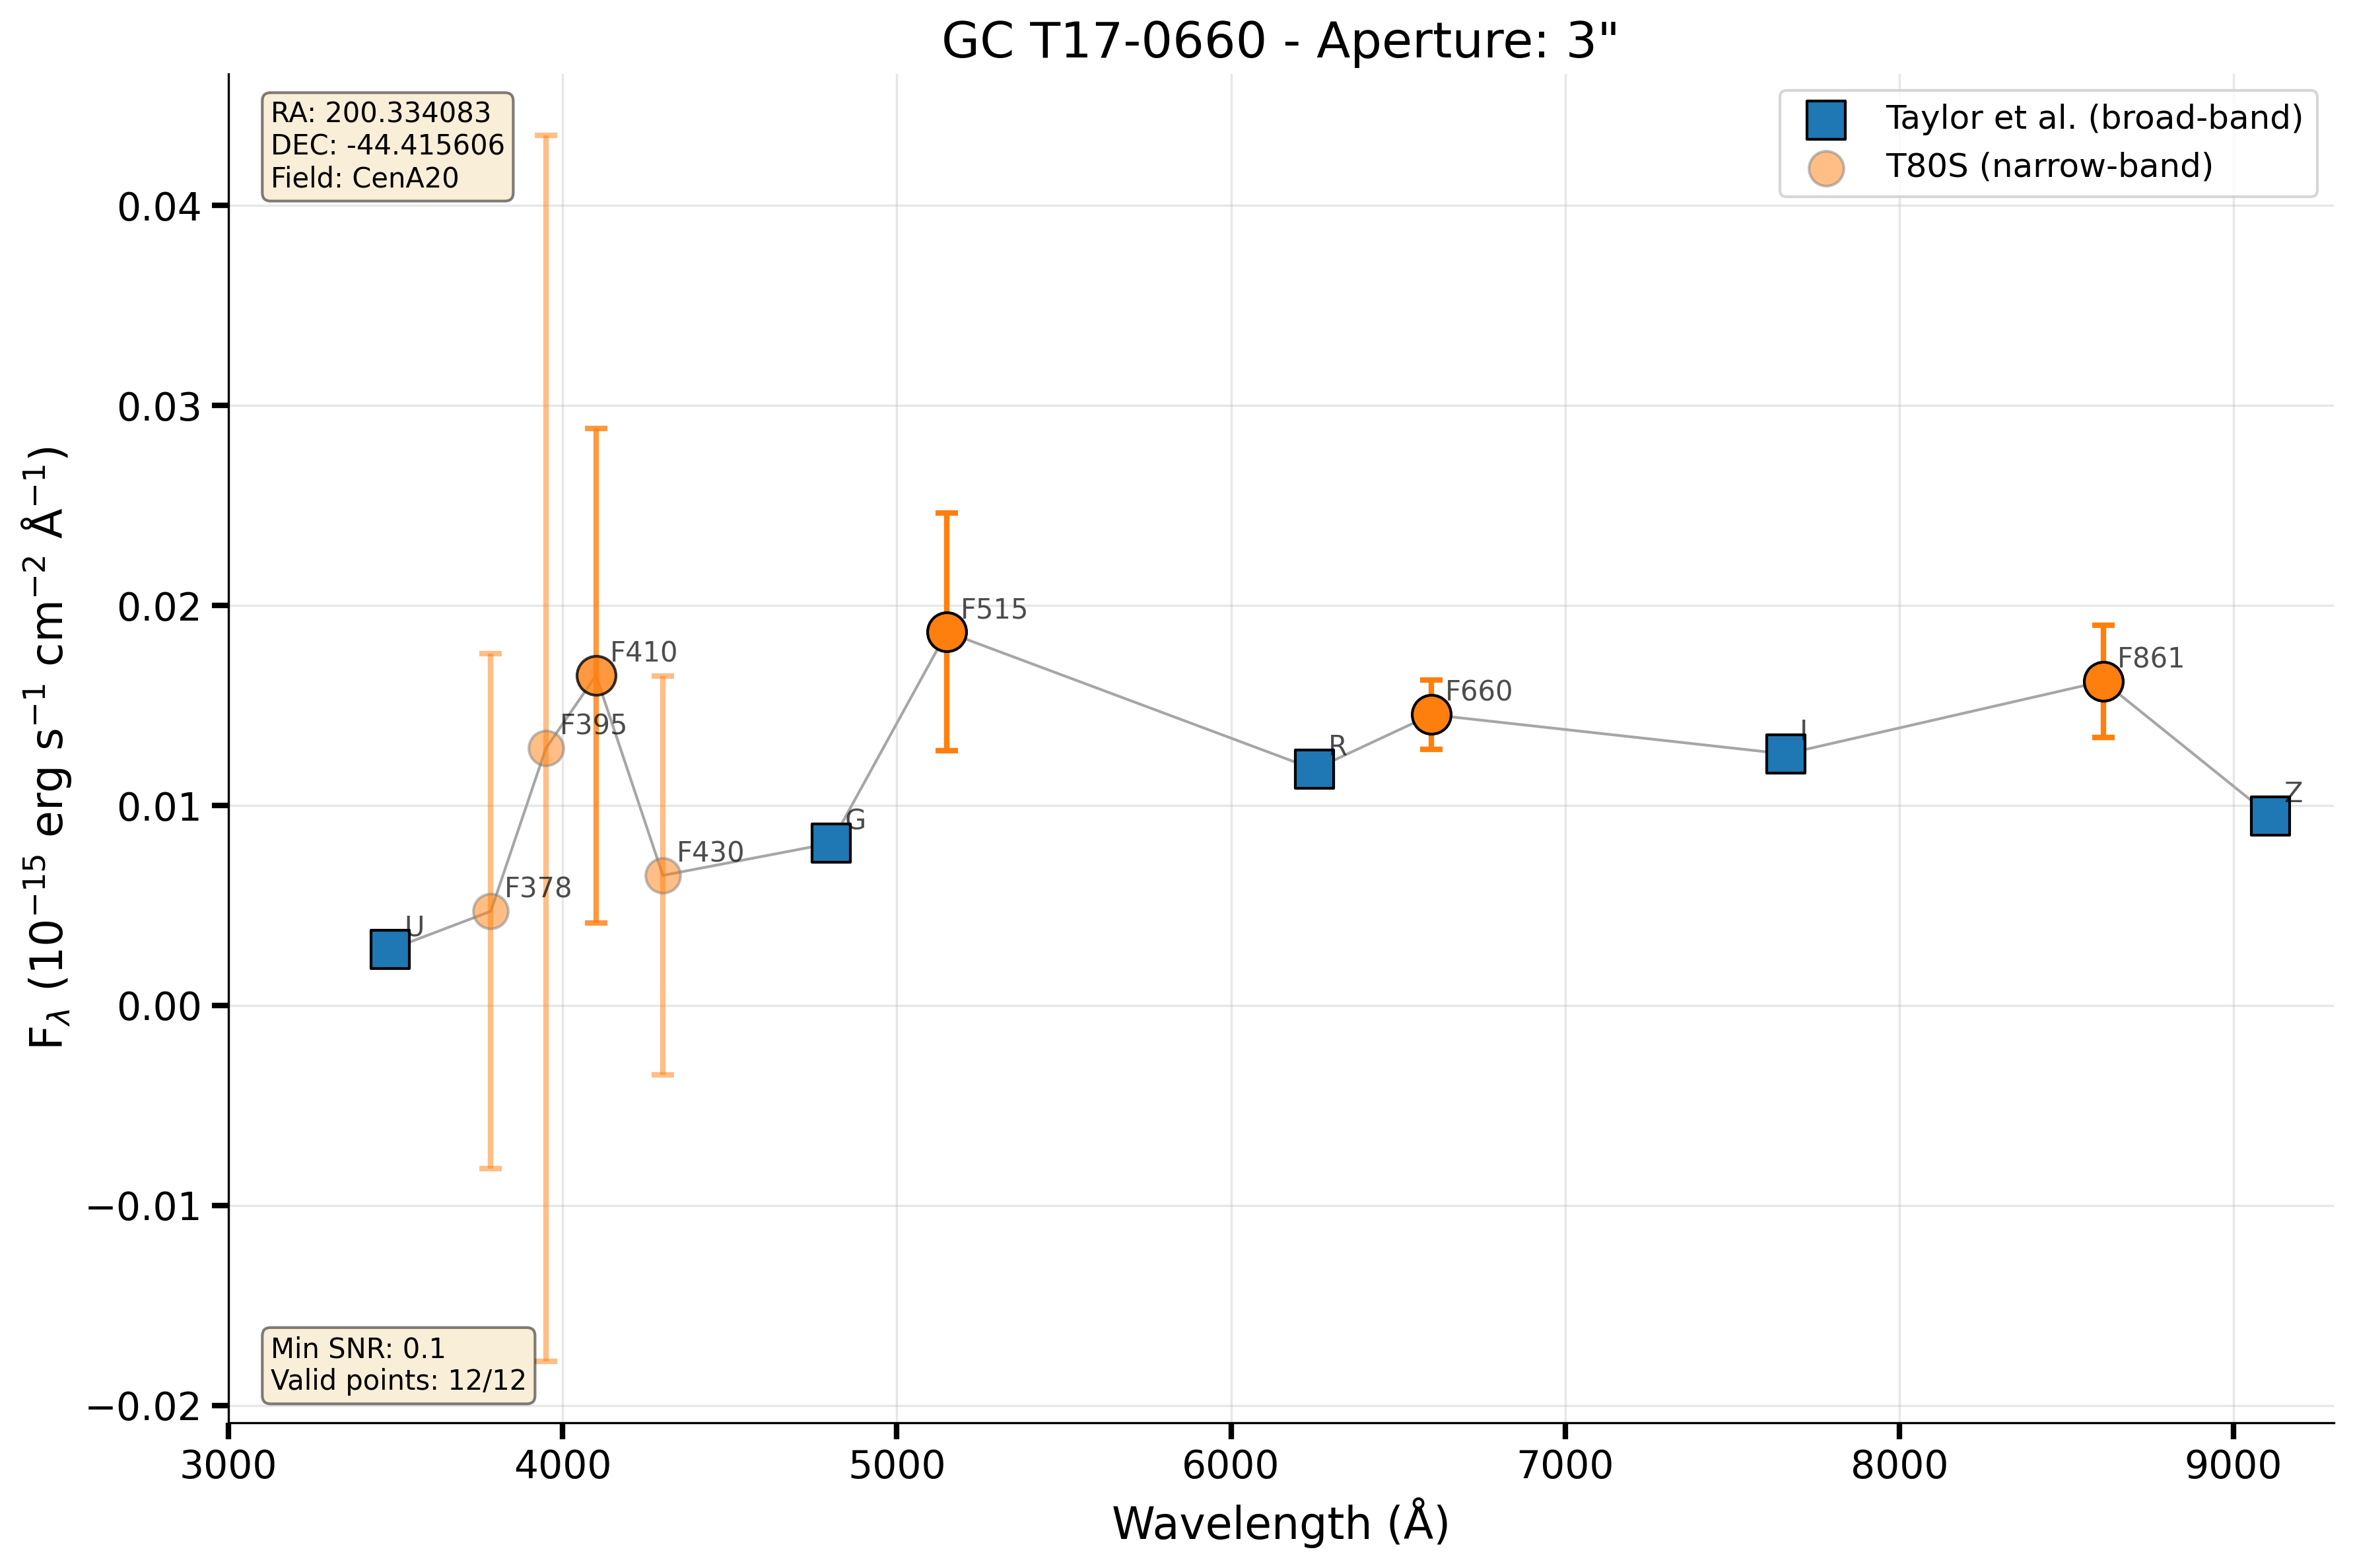 GC T17-0660 - Aperture: 3"
RA: 200.334083
DEC: -44.415606
Field: CenA20
Taylor et al. (broad-band)
T80S (narrow-band)
0.04
0.03
0.02
0.01
0.00
−0.01
−0.02
F_λ (10⁻¹⁵ erg s⁻¹ cm⁻² Å⁻¹)
U
F378
F395
F410
F430
G
F515
R
F660
I
F861
Z
Min SNR: 0.1
Valid points: 12/12
3000 4000 5000 6000 7000 8000 9000
Wavelength (Å)